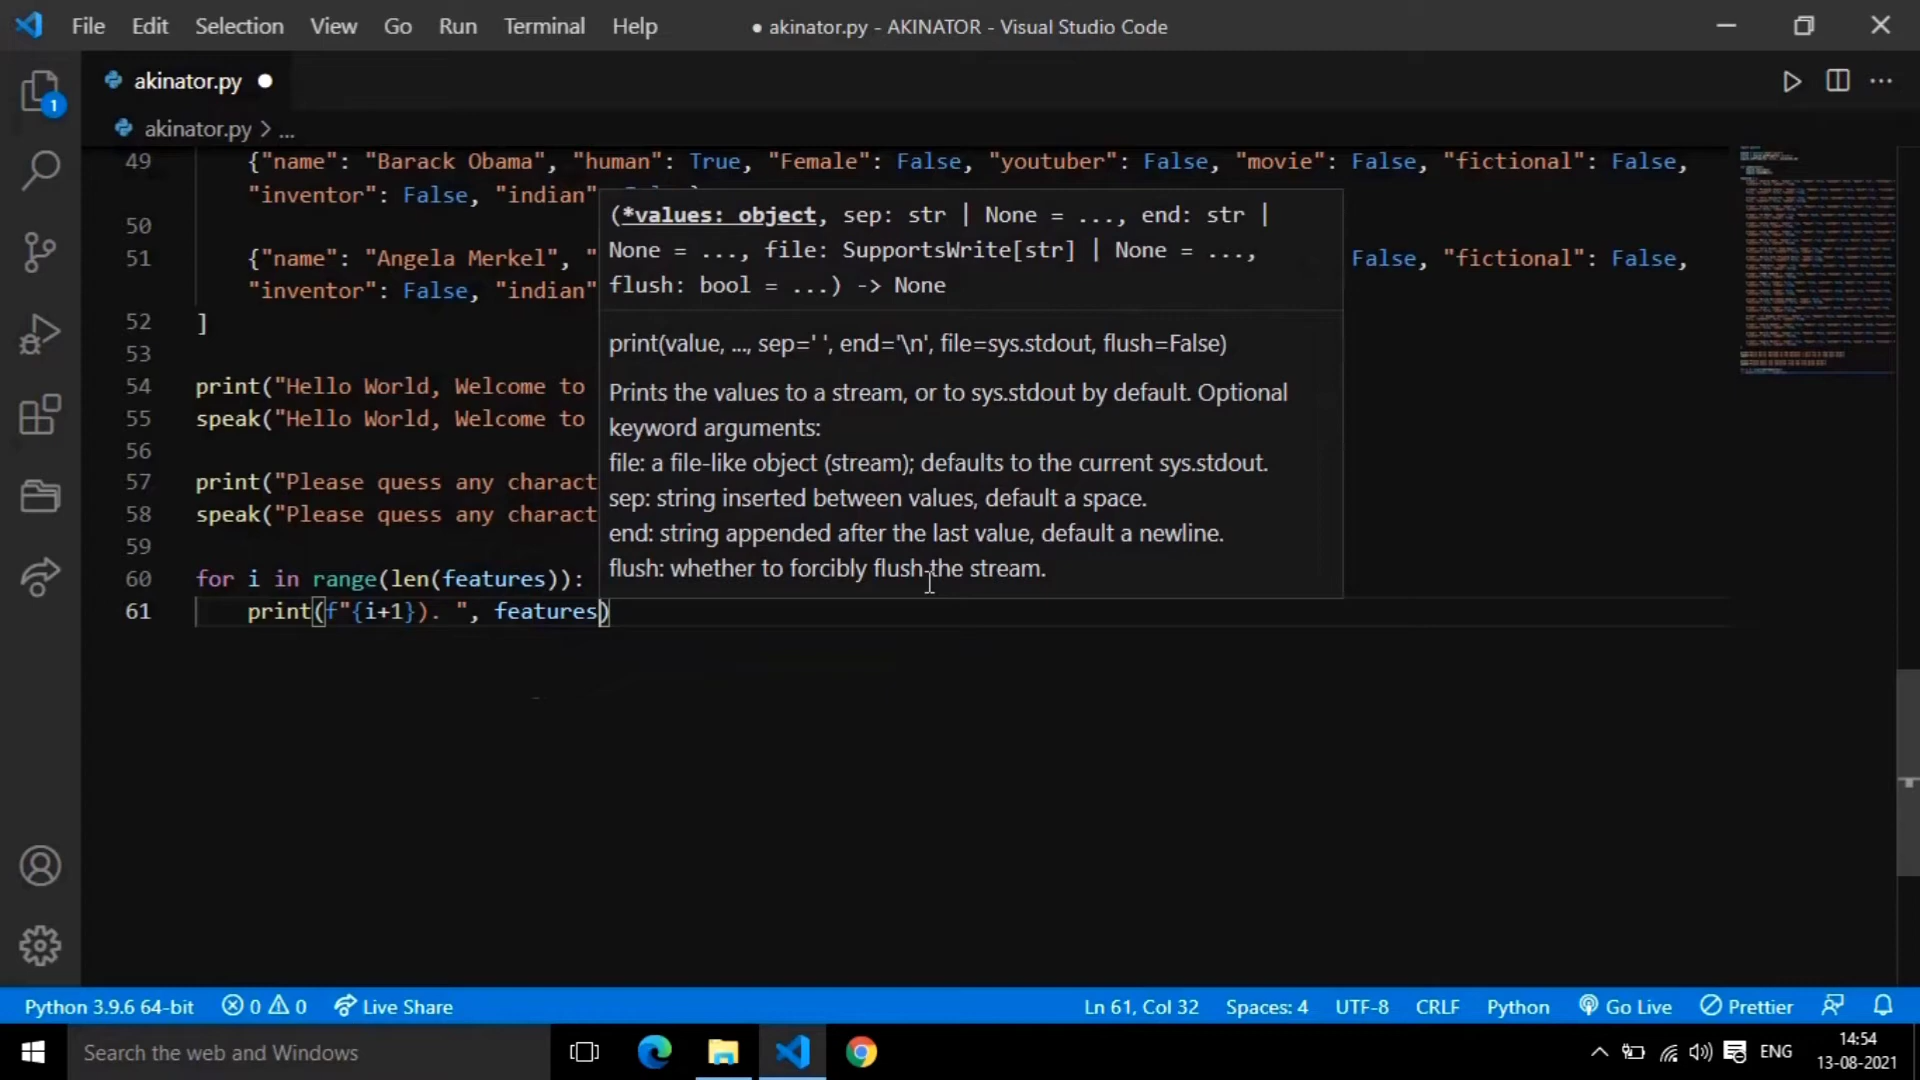 File Edit Selection View Go Run Terminal Help
● akinator.py - AKINATOR - Visual Studio Code
akinator.py ●
akinator.py > ...
1
49 {"name": "Barack Obama", "human": True, "Female": False, "youtuber": False, "movie": False, "fictional": False,
"inventor": False, "indian":
50
51 {"name": "Angela Merkel", " False, "fictional": False,
"inventor": False, "indian"
52 ]
53
54 print("Hello World, Welcome to
55 speak("Hello World, Welcome to
56
57 print("Please quess any charact
58 speak("Please quess any charact
59
60 for i in range(len(features)):
61 print(f"{i+1}). ", features)
(*values: object, sep: str | None = ..., end: str |
None = ..., file: SupportsWrite[str] | None = ...,
flush: bool = ...) -> None
print(value, ..., sep=' ', end='\n', file=sys.stdout, flush=False)
Prints the values to a stream, or to sys.stdout by default. Optional
keyword arguments:
file: a file-like object (stream); defaults to the current sys.stdout.
sep: string inserted between values, default a space.
end: string appended after the last value, default a newline.
flush: whether to forcibly flush the stream.
Python 3.9.6 64-bit 0 0 Live Share Ln 61, Col 32 Spaces: 4 UTF-8 CRLF Python Go Live Prettier
Search the web and Windows ENG
14:54
13-08-2021